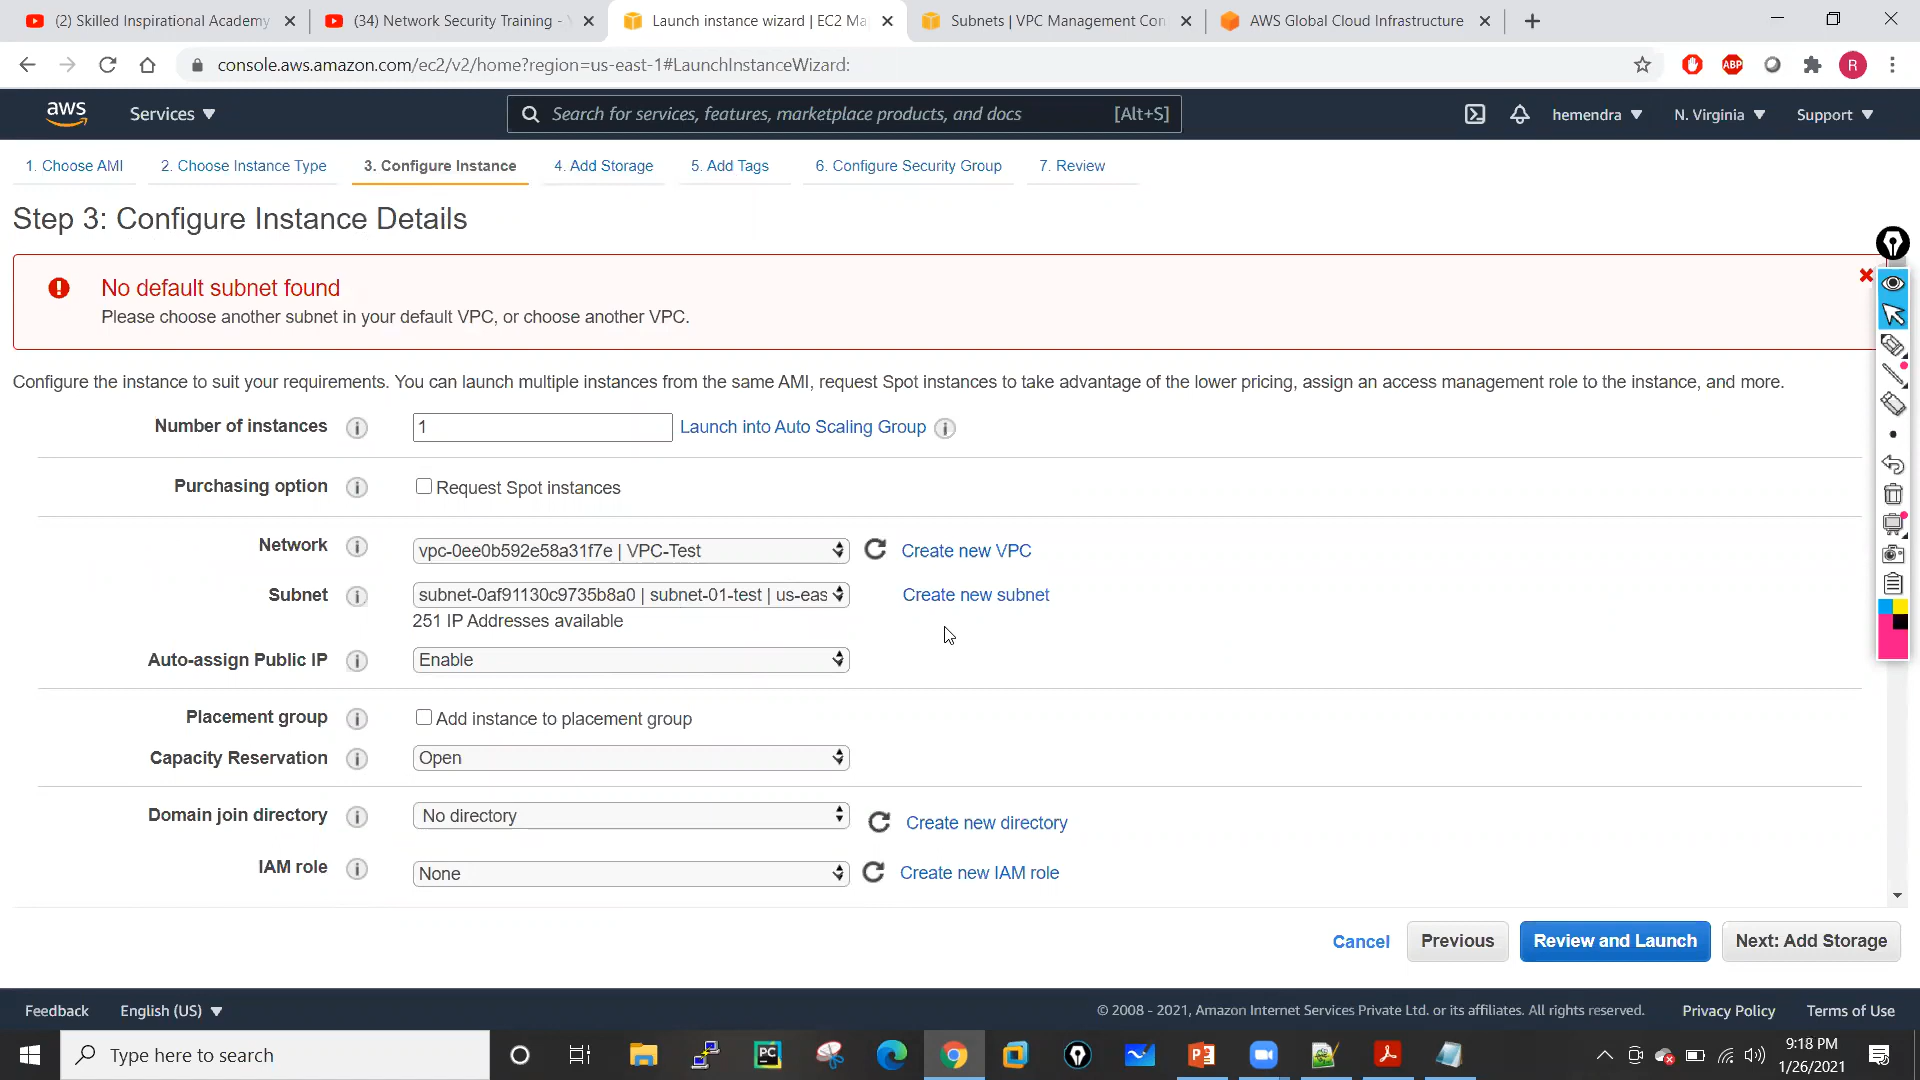 (2) Skilled Inspirational Academy
(34) Network Security Training -
Launch instance wizard | EC2 Ma
Subnets | VPC Management Con
AWS Global Cloud Infrastructure
console.aws.amazon.com/ec2/v2/home?region=us-east-1#LaunchInstanceWizard:
ABP
R
aws
Services
Search for services, features, marketplace products, and docs
[Alt+S]
hemendra
N. Virginia
Support
1. Choose AMI
2. Choose Instance Type
3. Configure Instance
4. Add Storage
5. Add Tags
6. Configure Security Group
7. Review
Step 3: Configure Instance Details
No default subnet found
Please choose another subnet in your default VPC, or choose another VPC.
Configure the instance to suit your requirements. You can launch multiple instances from the same AMI, request Spot instances to take advantage of the lower pricing, assign an access management role to the instance, and more.
Number of instances
1
Launch into Auto Scaling Group
Purchasing option
Request Spot instances
Network
vpc-0ee0b592e58a31f7e | VPC-Test
Create new VPC
Subnet
subnet-0af91130c9735b8a0 | subnet-01-test | us-eas
Create new subnet
251 IP Addresses available
Auto-assign Public IP
Enable
Placement group
Add instance to placement group
Capacity Reservation
Open
Domain join directory
No directory
Create new directory
IAM role
None
Create new IAM role
Cancel
Previous
Review and Launch
Next: Add Storage
Feedback
English (US)
© 2008 - 2021, Amazon Internet Services Private Ltd. or its affiliates. All rights reserved.
Privacy Policy
Terms of Use
Type here to search
PC
9:18 PM
1/26/2021